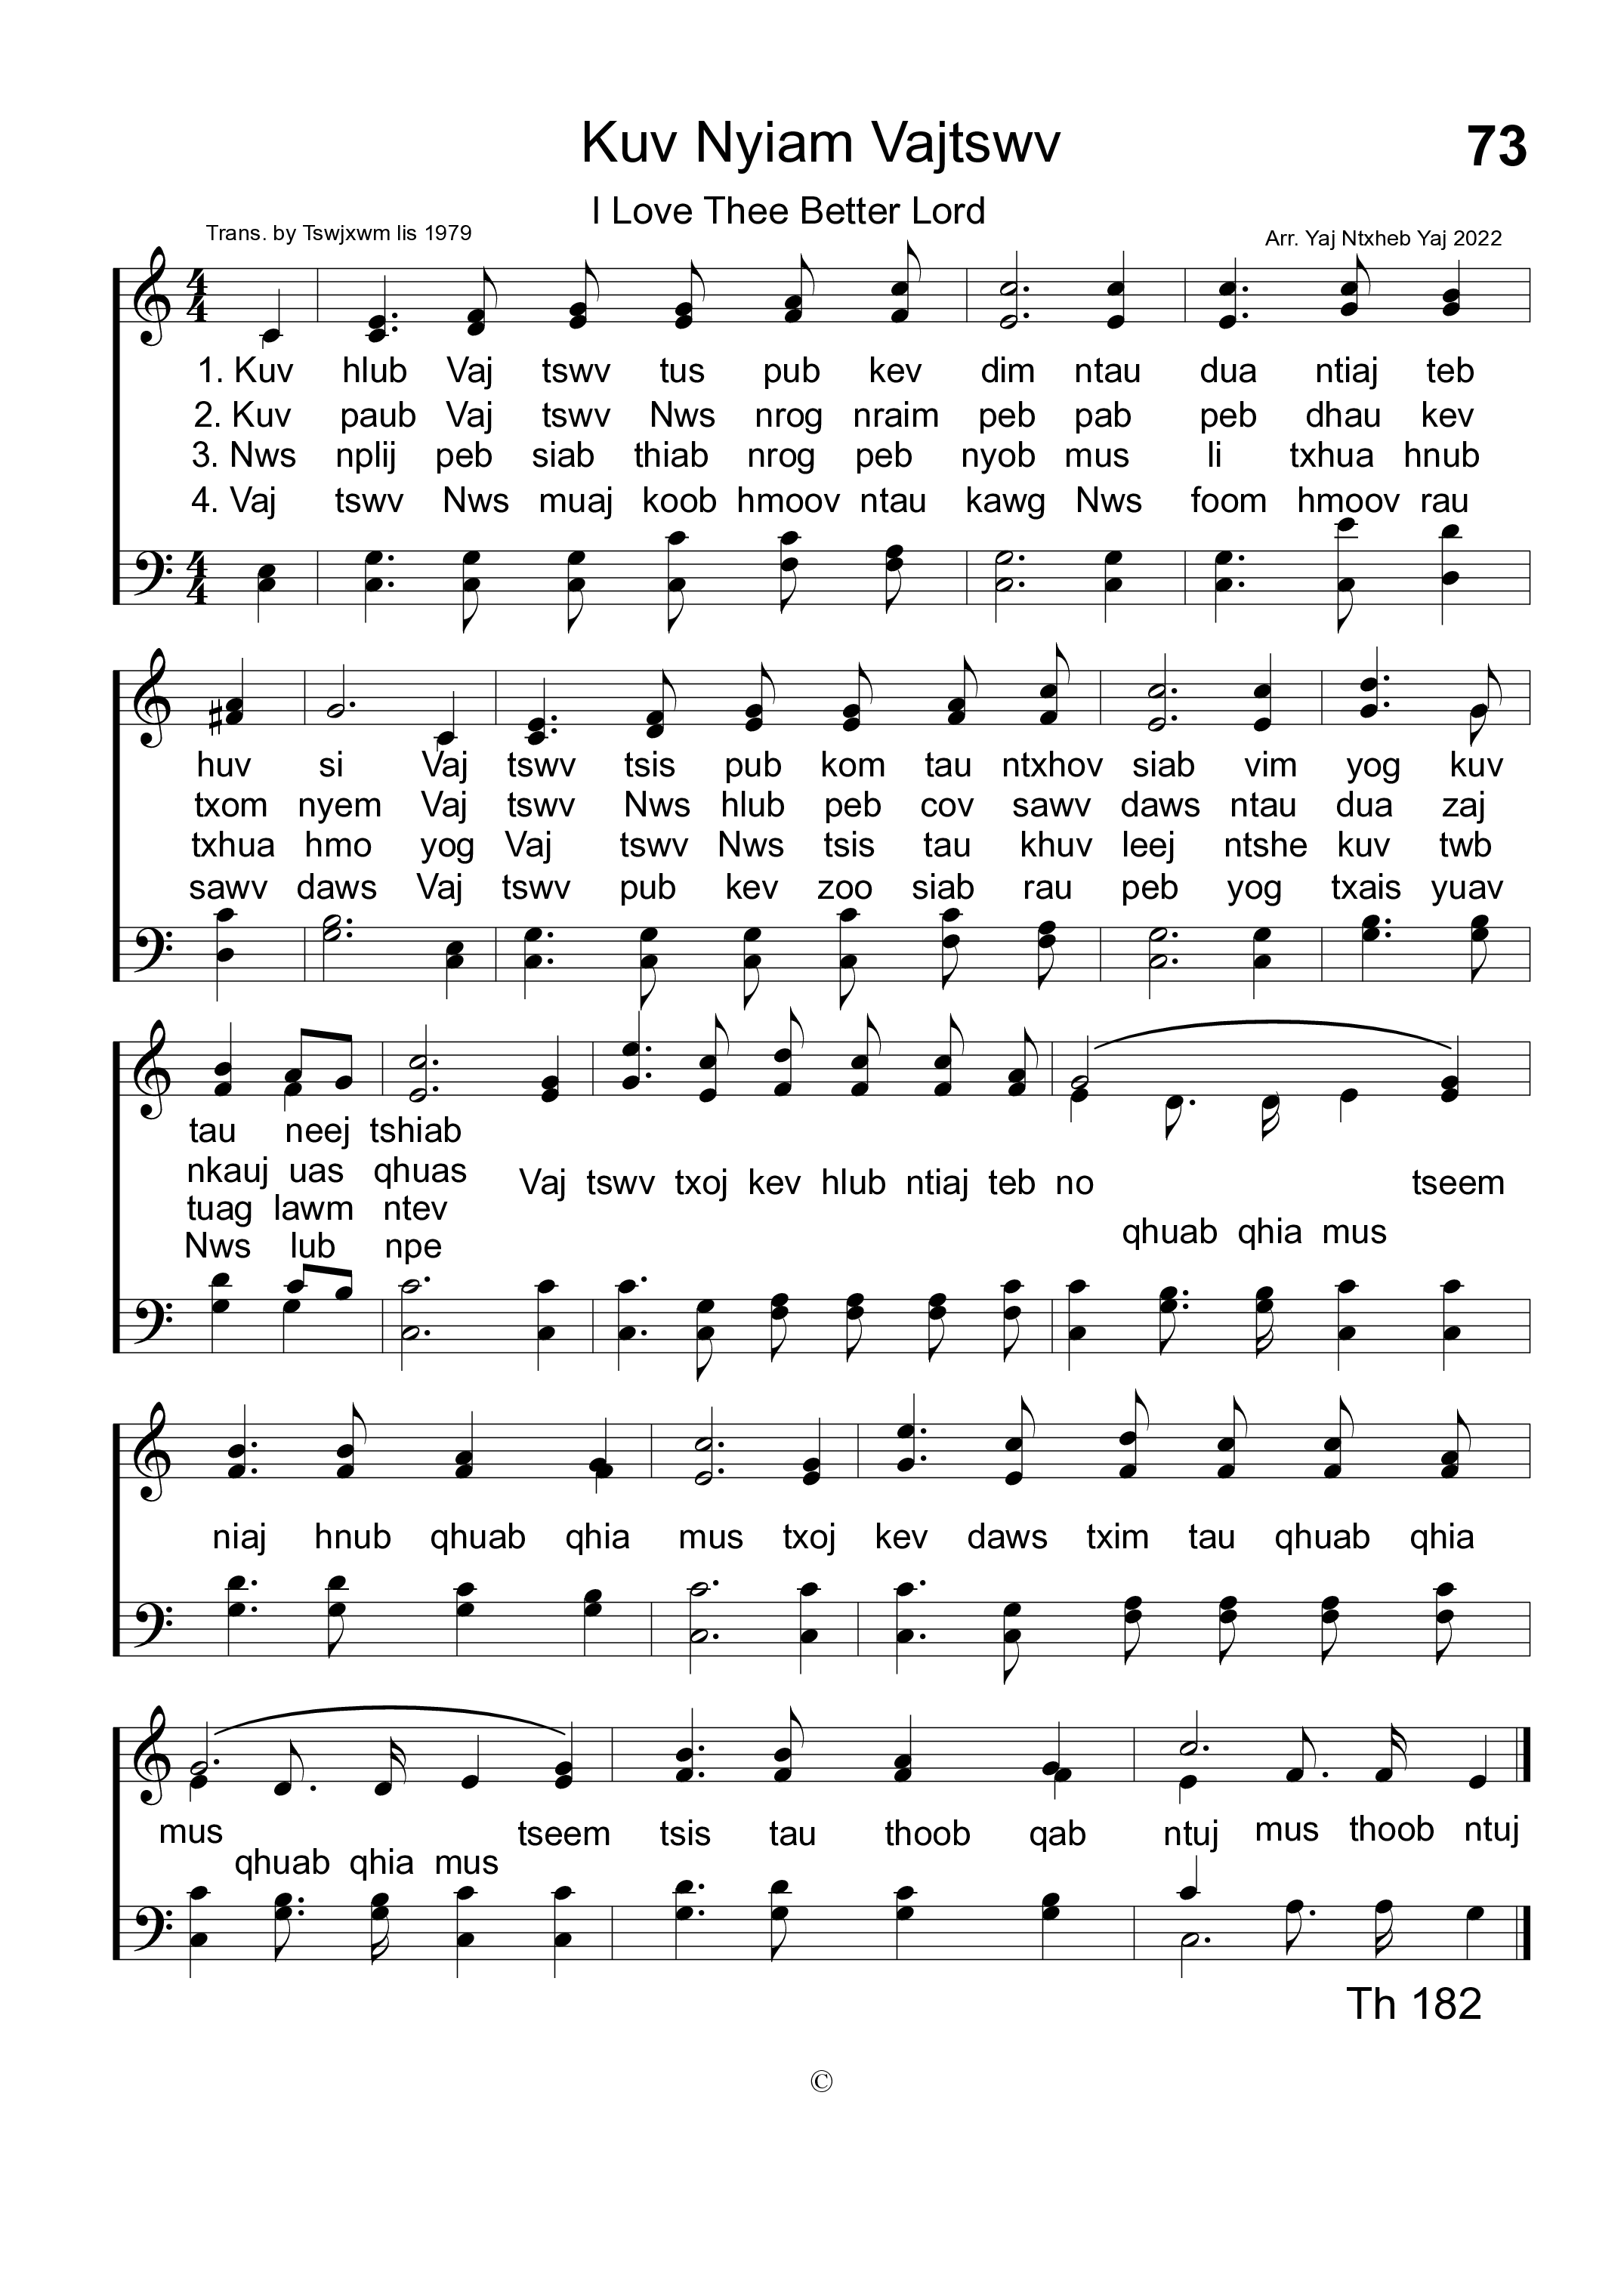 Kuv Nyiam Vajtswv
73
I Love Thee Better Lord
Trans. by Tswjxwm lis 1979
Arr. Yaj Ntxheb Yaj 2022
1. Kuv hlub Vaj tswv tus pub kev dim ntau dua ntiaj teb
2. Kuv paub Vaj tswv Nws nrog nraim peb pab peb dhau kev
3. Nws nplij peb siab thiab nrog peb nyob mus li txhua hnub
4. Vaj tswv Nws muaj koob hmoov ntau kawg Nws foom hmoov rau
huv si Vaj tswv tsis pub kom tau ntxhov siab vim yog kuv
txom nyem Vaj tswv Nws hlub peb cov sawv daws ntau dua zaj
txhua hmo yog Vaj tswv Nws tsis tau khuv leej ntshe kuv twb
sawv daws Vaj tswv pub kev zoo siab rau peb yog txais yuav
tau neej tshiab
nkauj uas qhuas
tuag lawm ntev
Nws lub npe
Vaj tswv txoj kev hlub ntiaj teb no tseem
qhuab qhia mus
niaj hnub qhuab qhia mus txoj kev daws txim tau qhuab qhia
mus tseem tsis tau thoob qab ntuj mus thoob ntuj
qhuab qhia mus
Th 182
©